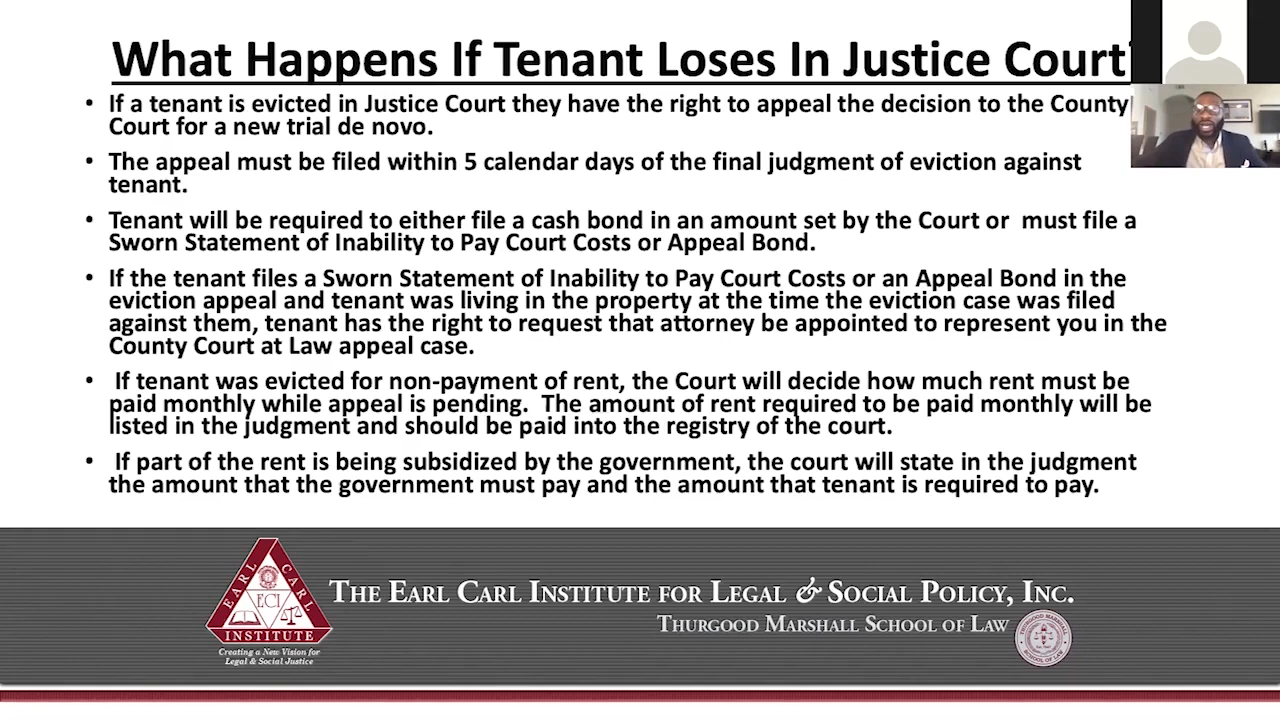 What Happens If Tenant Loses In Justice Court?
• If a tenant is evicted in Justice Court they have the right to appeal the decision to the County
Court for a new trial de novo.
• The appeal must be filed within 5 calendar days of the final judgment of eviction against
tenant.
• Tenant will be required to either file a cash bond in an amount set by the Court or must file a
Sworn Statement of Inability to Pay Court Costs or Appeal Bond.
• If the tenant files a Sworn Statement of Inability to Pay Court Costs or an Appeal Bond in the
eviction appeal and tenant was living in the property at the time the eviction case was filed
against them, tenant has the right to request that attorney be appointed to represent you in the
County Court at Law appeal case.
• If tenant was evicted for non-payment of rent, the Court will decide how much rent must be
paid monthly while appeal is pending. The amount of rent required to be paid monthly will be
listed in the judgment and should be paid into the registry of the court.
• If part of the rent is being subsidized by the government, the court will state in the judgment
the amount that the government must pay and the amount that tenant is required to pay.
EARL CARL
ECI
INSTITUTE
Creating a New Vision for
Legal & Social Justice
THE EARL CARL INSTITUTE FOR LEGAL & SOCIAL POLICY, INC.
THURGOOD MARSHALL SCHOOL OF LAW
THURGOOD MARSHALL
SCHOOL OF LAW